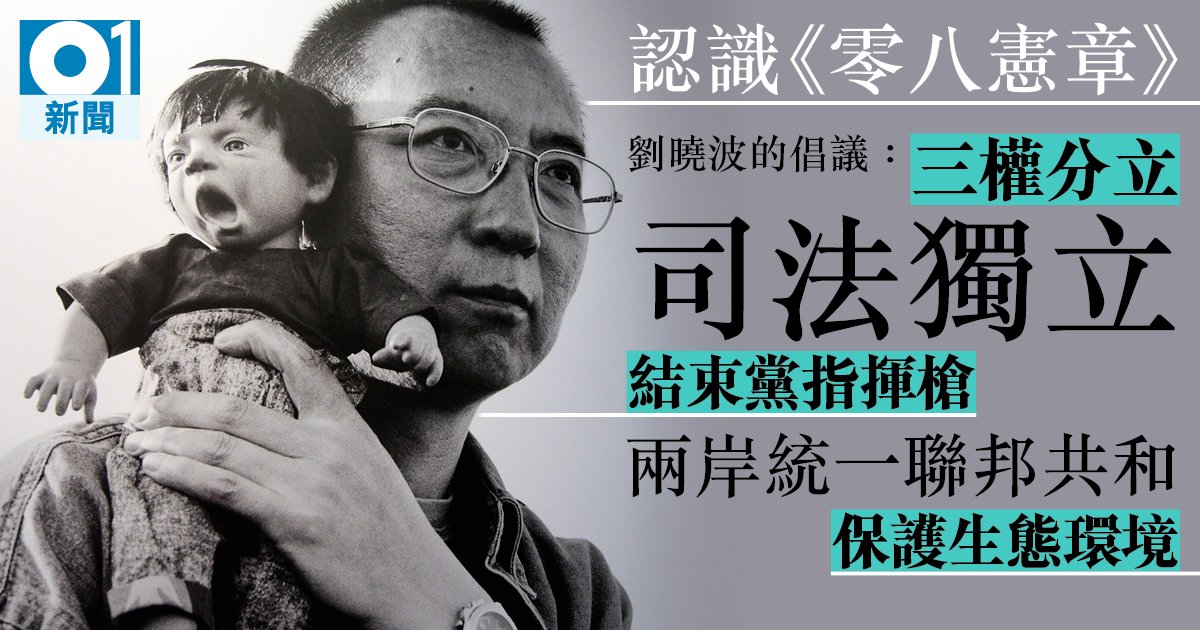 01
新聞
認識《零八憲章》
劉曉波的倡議：三權分立
司法獨立
結束黨指揮槍
兩岸統一聯邦共和
保護生態環境